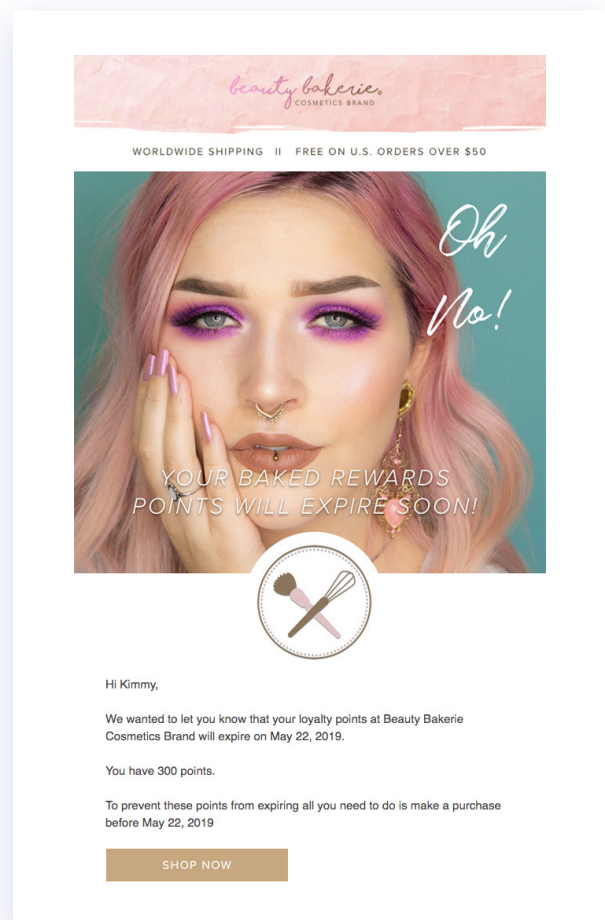 beauty bakerie®
COSMETICS BRAND
WORLDWIDE SHIPPING || FREE ON U.S. ORDERS OVER $50
Oh
No!
YOUR BAKED REWARDS
POINTS WILL EXPIRE SOON!
Hi Kimmy,
We wanted to let you know that your loyalty points at Beauty Bakerie
Cosmetics Brand will expire on May 22, 2019.
You have 300 points.
To prevent these points from expiring all you need to do is make a purchase
before May 22, 2019
SHOP NOW